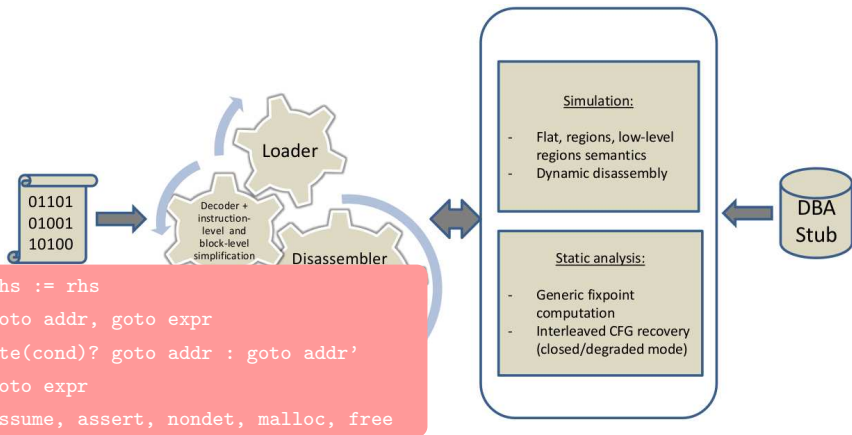 Loader
01101
01001
10100
Decoder +
instruction-
level and
block-level
simplification
Disassembler
hs := rhs
oto addr, goto expr
te(cond)? goto addr : goto addr’
oto expr
ssume, assert, nondet, malloc, free
Simulation:
- Flat, regions, low-level
regions semantics
- Dynamic disassembly
Static analysis:
- Generic fixpoint
computation
- Interleaved CFG recovery
(closed/degraded mode)
DBA
Stub